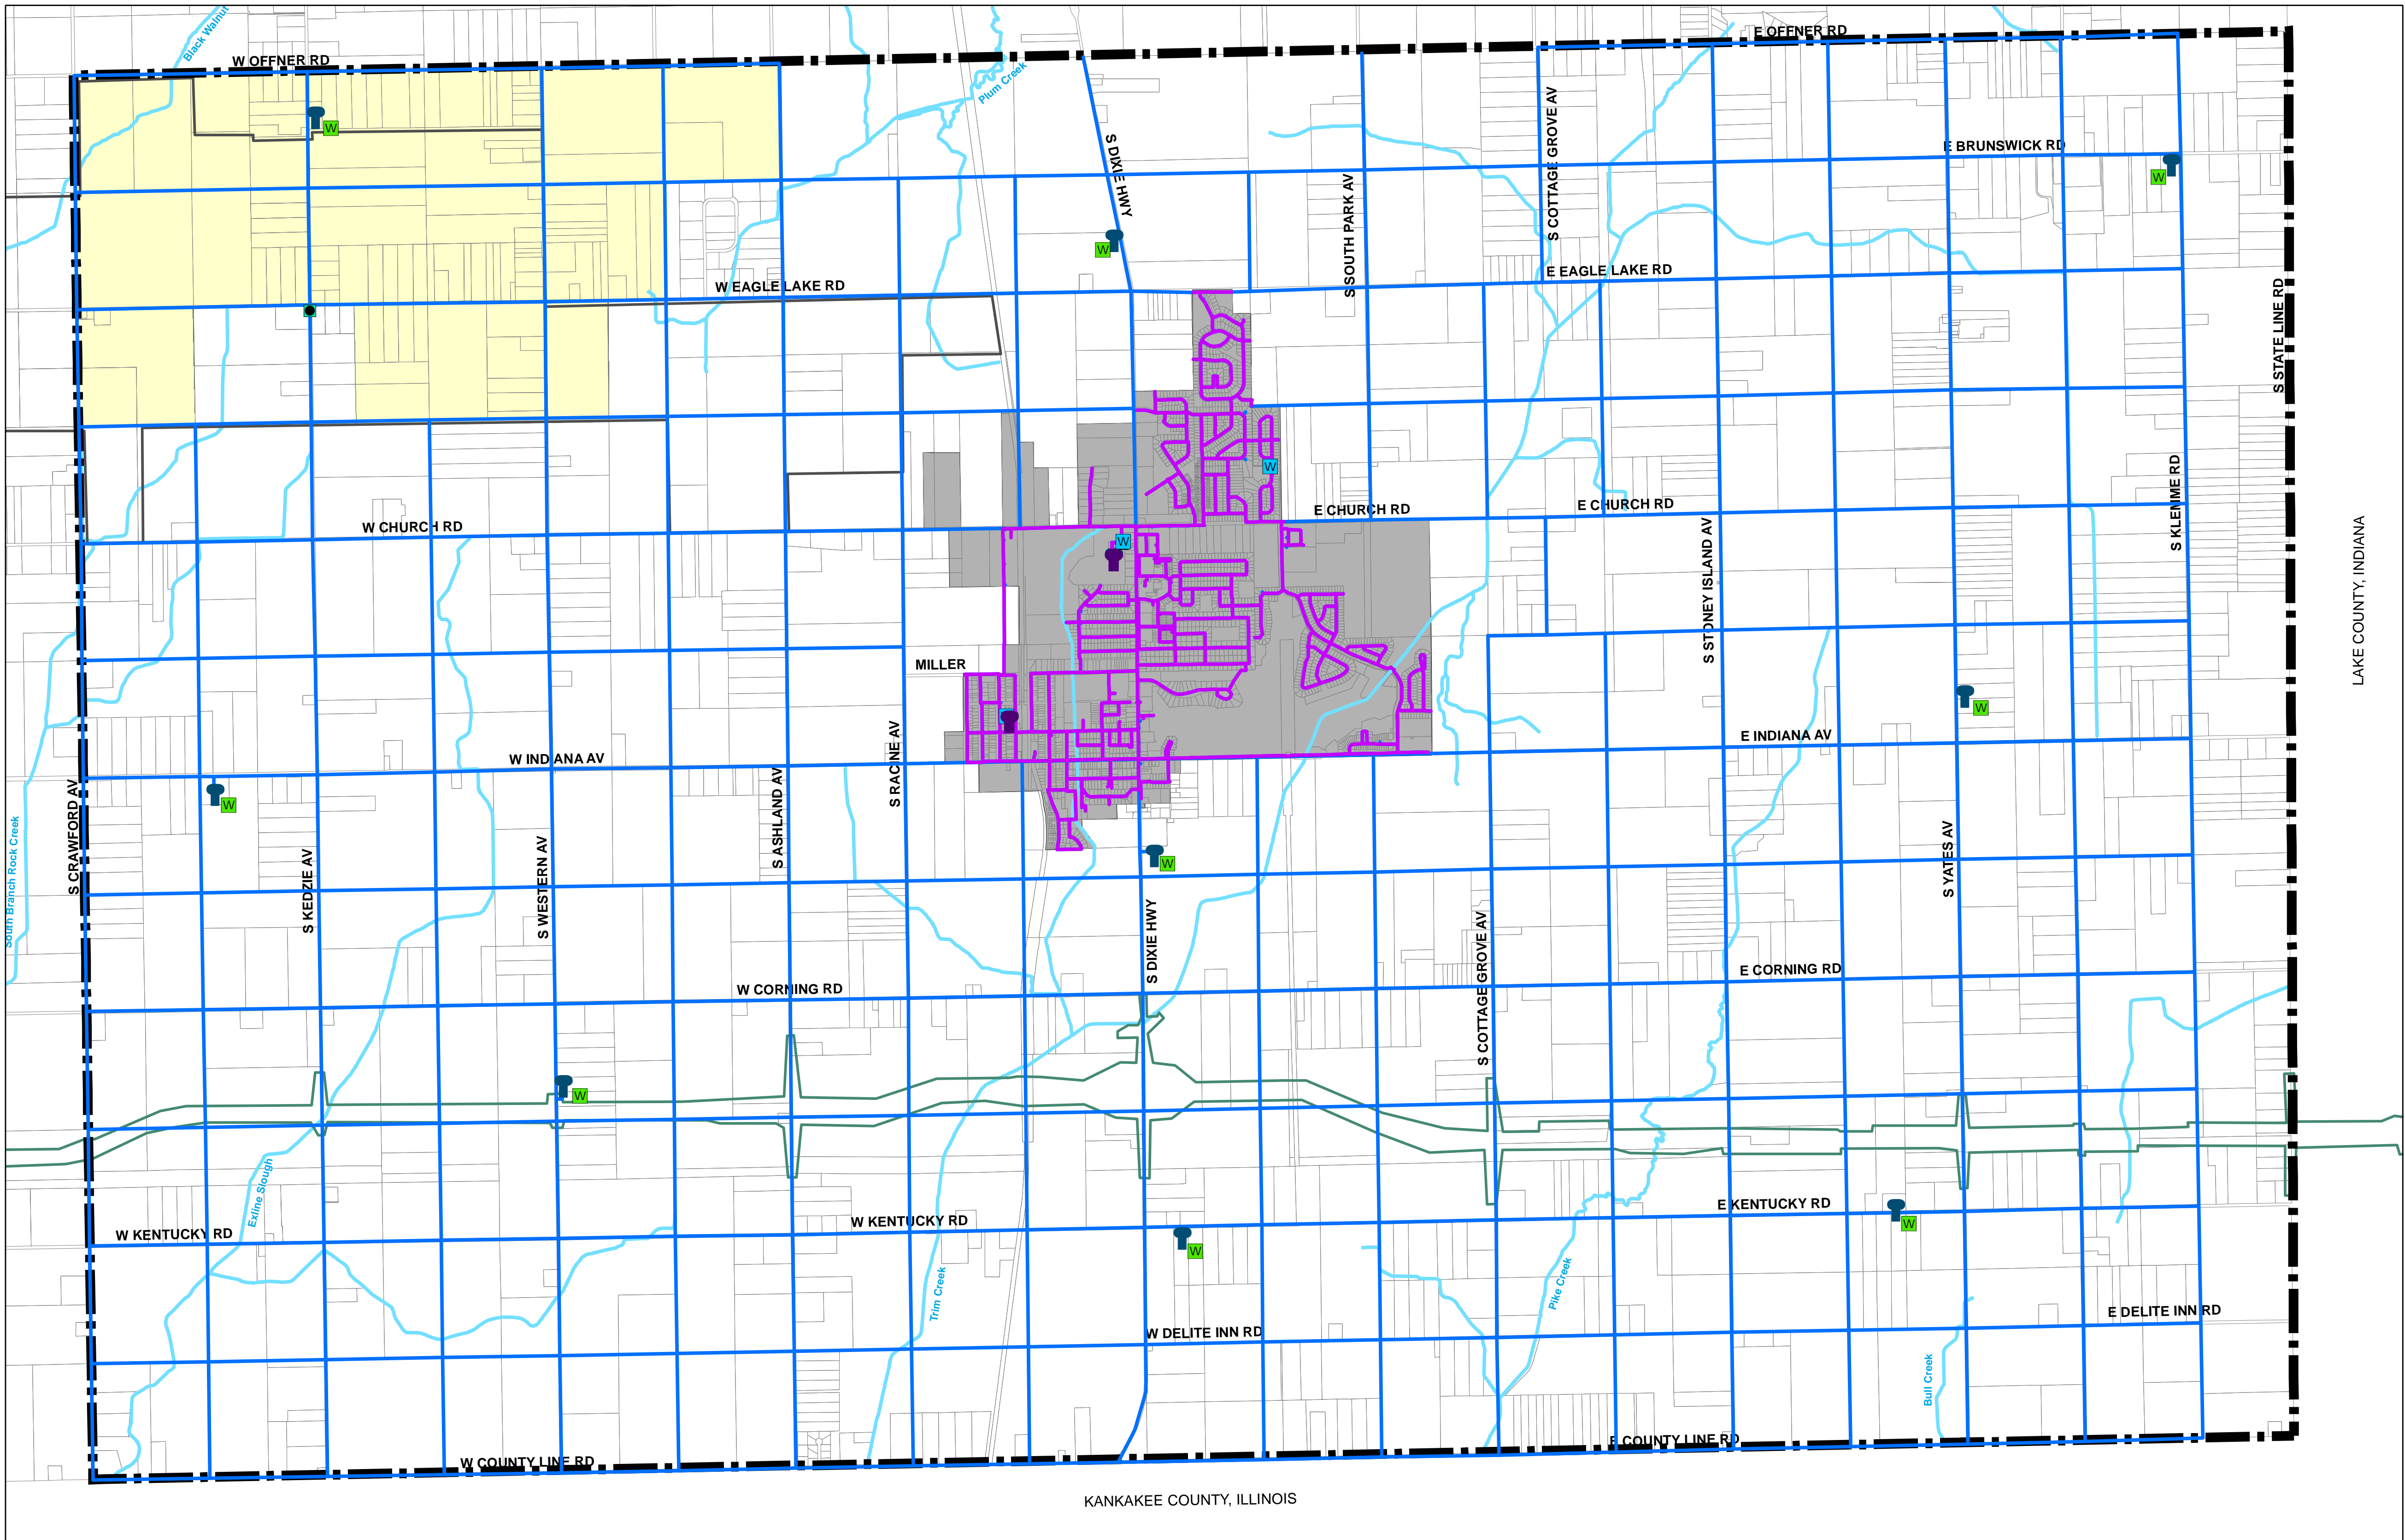 Black Walnut
W OFFNER RD
E OFFNER RD
Plum Creek
S COTTAGE GROVE AV
S DIXIE HWY
E BRUNSWICK RD
W
W
W
W
S SOUTH PARK AV
E EAGLE LAKE RD
W EAGLE LAKE RD
S STATE LINE RD
W
S KLEMME RD
E CHURCH RD
E CHURCH RD
W CHURCH RD
W
S STONEY ISLAND AV
LAKE COUNTY, INDIANA
MILLER
W
S RACINE AV
E INDIANA AV
W INDIANA AV
S CRAWFORD AV
S ASHLAND AV
W
South Branch Rock Creek
S KEDZIE AV
S WESTERN AV
S YATES AV
W
S DIXIE HWY
S COTTAGE GROVE AV
E CORNING RD
W CORNING RD
W
Exline Slough
E KENTUCKY RD
W KENTUCKY RD
W KENTUCKY RD
W
W
Trim Creek
Pike Creek
E DELITE INN RD
W DELITE INN RD
Bull Creek
E COUNTY LINE RD
W COUNTY LINE RD
KANKAKEE COUNTY, ILLINOIS